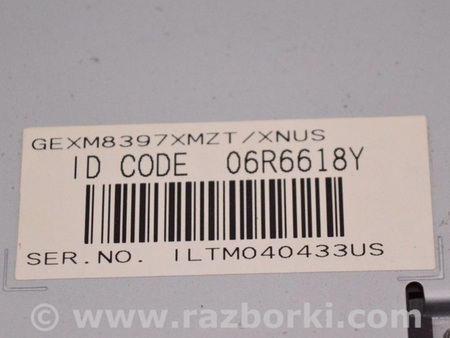 GEXM8397XMZT/XNUS
ID CODE 06R6618Y
SER.NO. ILTM040433US
www.razborki.com